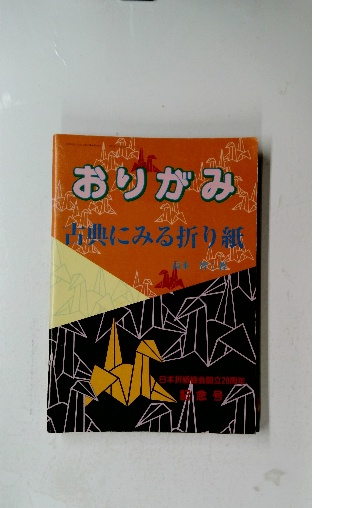 おりがみ
古典にみる折り紙
日本折紙協会設立20周年
記念号